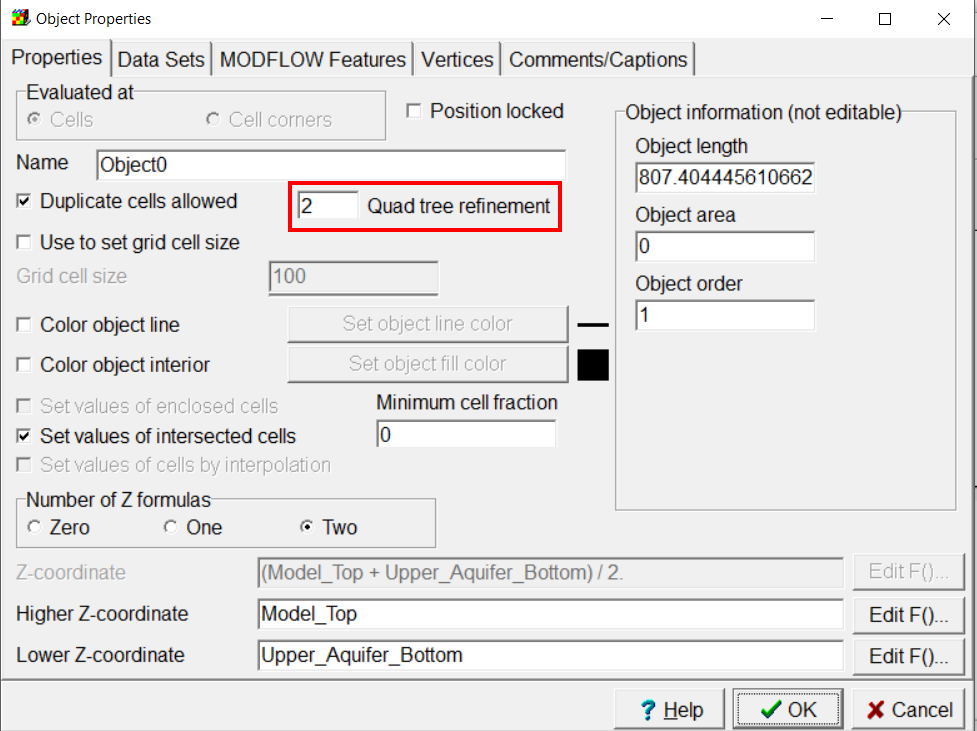 Object Properties
Properties Data Sets MODFLOW Features Vertices Comments/Captions
Evaluated at
Cells Cell corners
Position locked
Name Object0
Duplicate cells allowed
2 Quad tree refinement
Use to set grid cell size
Grid cell size 100
Color object line Set object line color
Color object interior Set object fill color
Set values of enclosed cells
Set values of intersected cells
Set values of cells by interpolation
Minimum cell fraction
0
Object information (not editable)
Object length
807.404445610662
Object area
0
Object order
1
Number of Z formulas
Zero One Two
Z-coordinate (Model_Top + Upper_Aquifer_Bottom) / 2. Edit F()...
Higher Z-coordinate Model_Top Edit F()...
Lower Z-coordinate Upper_Aquifer_Bottom Edit F()...
? Help OK Cancel